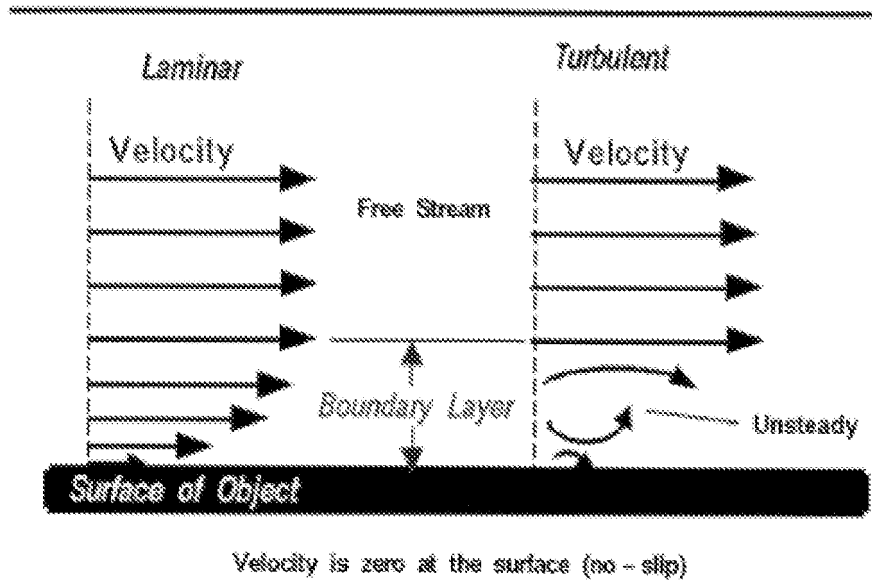 Laminar
Turbulent
Velocity
Velocity
Free Stream
Boundary Layer
Unsteady
Surface of Object
Velocity is zero at the surface (no - slip)